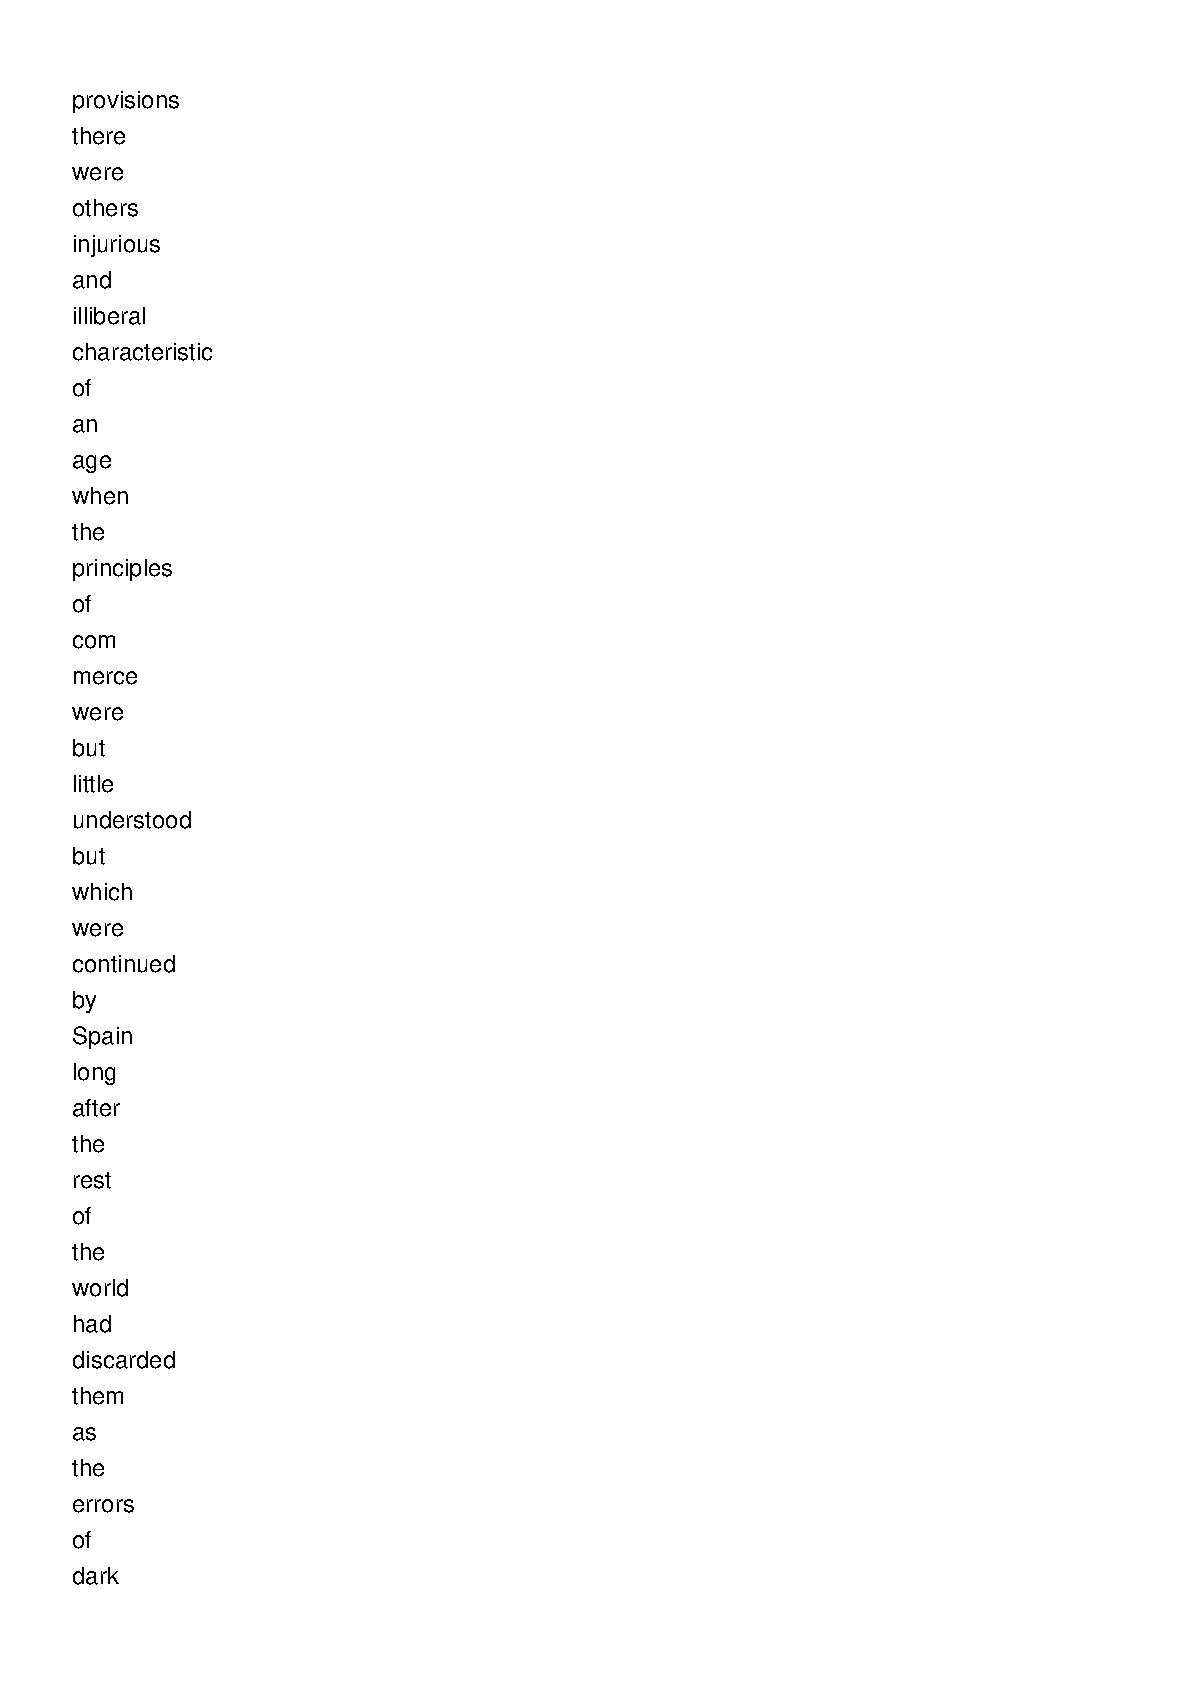 provisions
there
were
others
injurious
and
illiberal
characteristic
of
an
age
when
the
principles
of
com
merce
were
but
little
understood
but
which
were
continued
by
Spain
long
after
the
rest
of
the
world
had
discarded
them
as
the
errors
of
dark